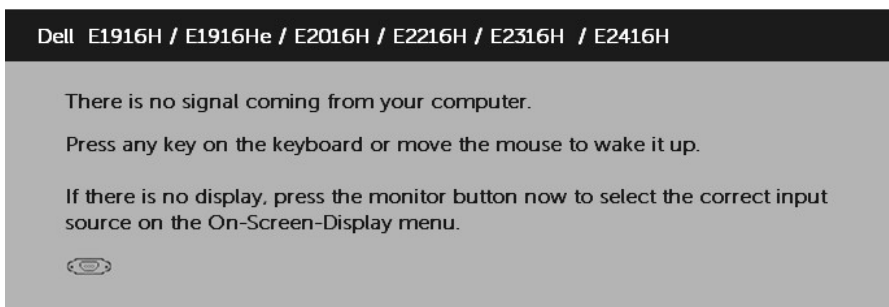 Dell E1916H / E1916He / E2016H / E2216H / E2316H / E2416H
There is no signal coming from your computer.
Press any key on the keyboard or move the mouse to wake it up.
If there is no display, press the monitor button now to select the correct input
source on the On-Screen-Display menu.